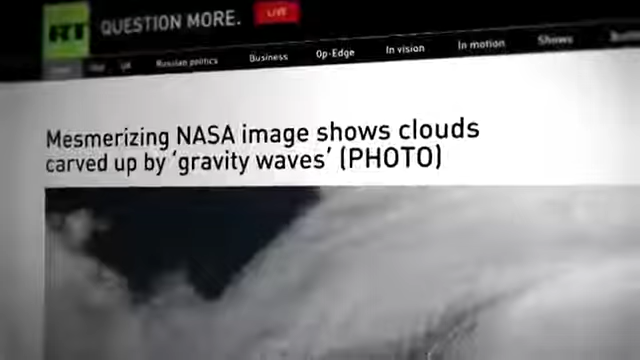 RT QUESTION MORE. LIVE
UK Russian politics Business Op-Edge In vision In motion Shows
Mesmerizing NASA image shows clouds
carved up by ‘gravity waves’ (PHOTO)